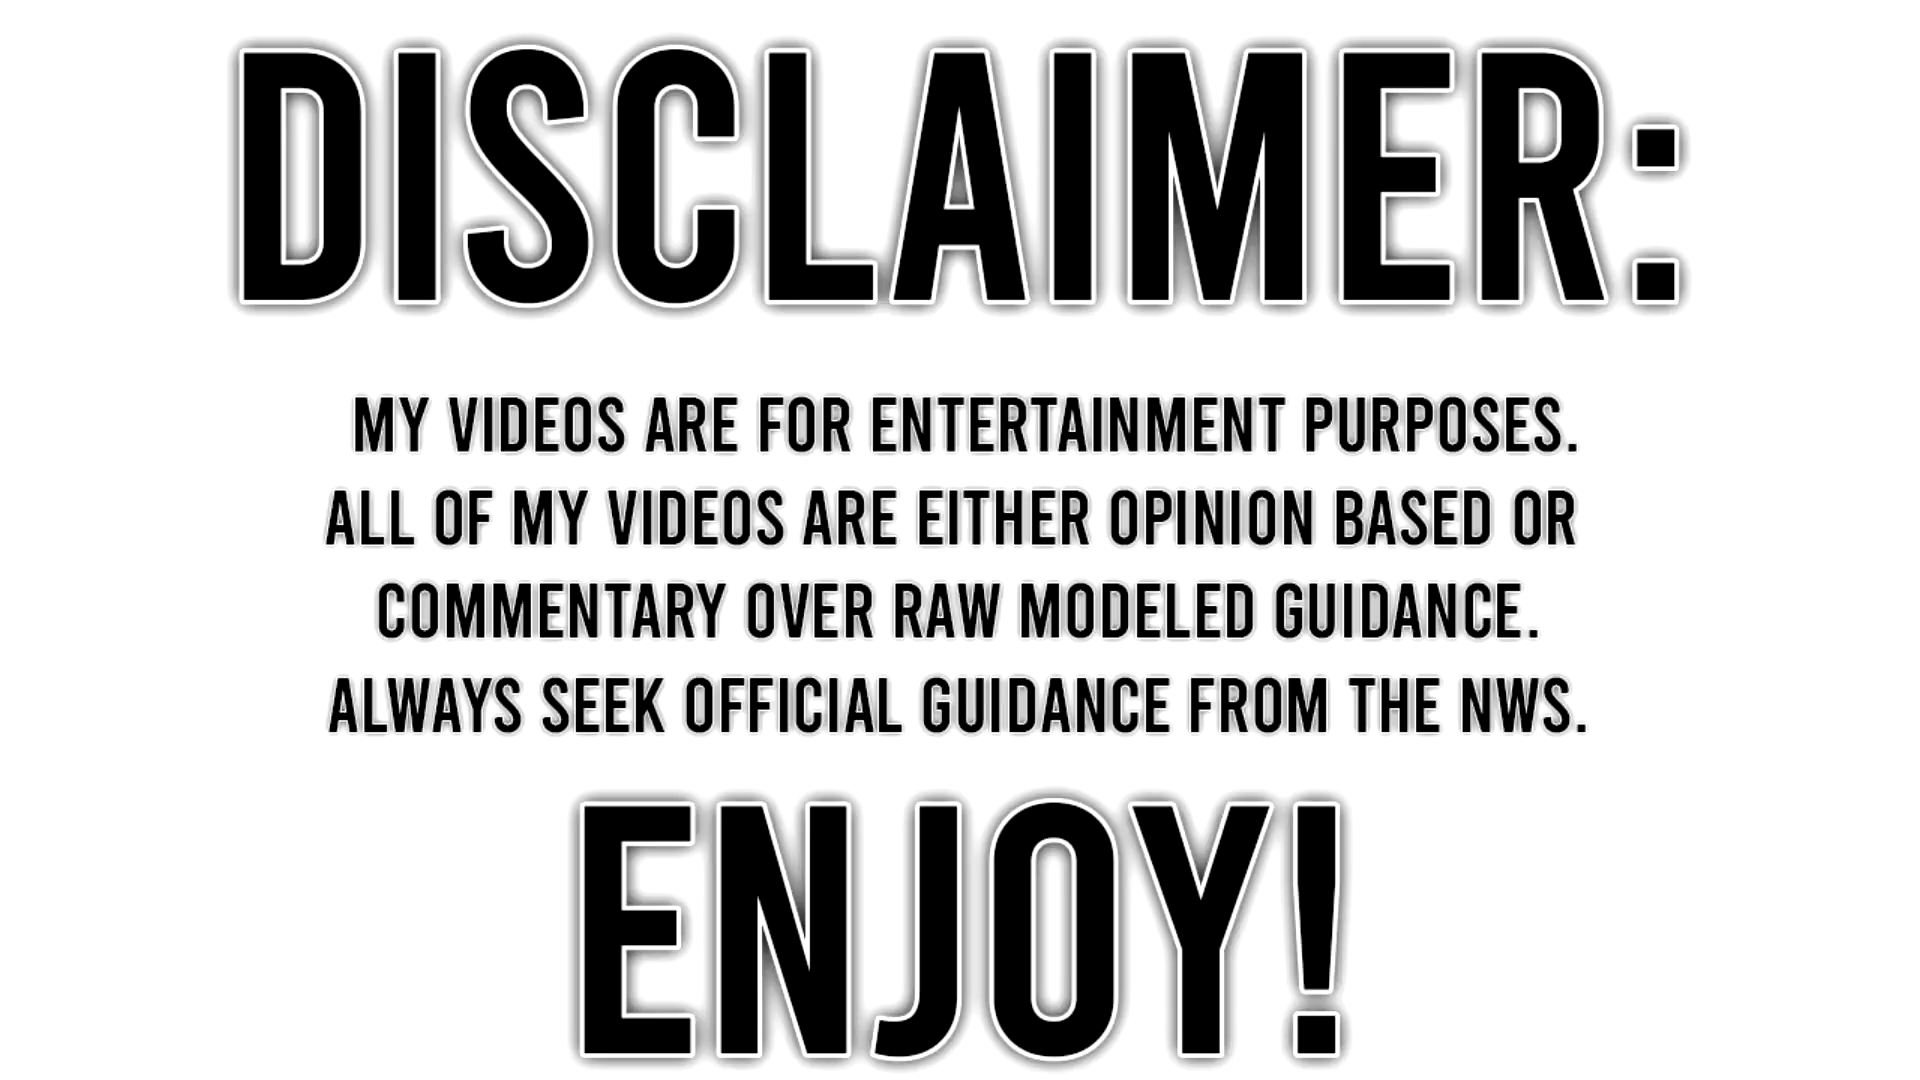 DISCLAIMER:
MY VIDEOS ARE FOR ENTERTAINMENT PURPOSES.
ALL OF MY VIDEOS ARE EITHER OPINION BASED OR
COMMENTARY OVER RAW MODELED GUIDANCE.
ALWAYS SEEK OFFICIAL GUIDANCE FROM THE NWS.
ENJOY!